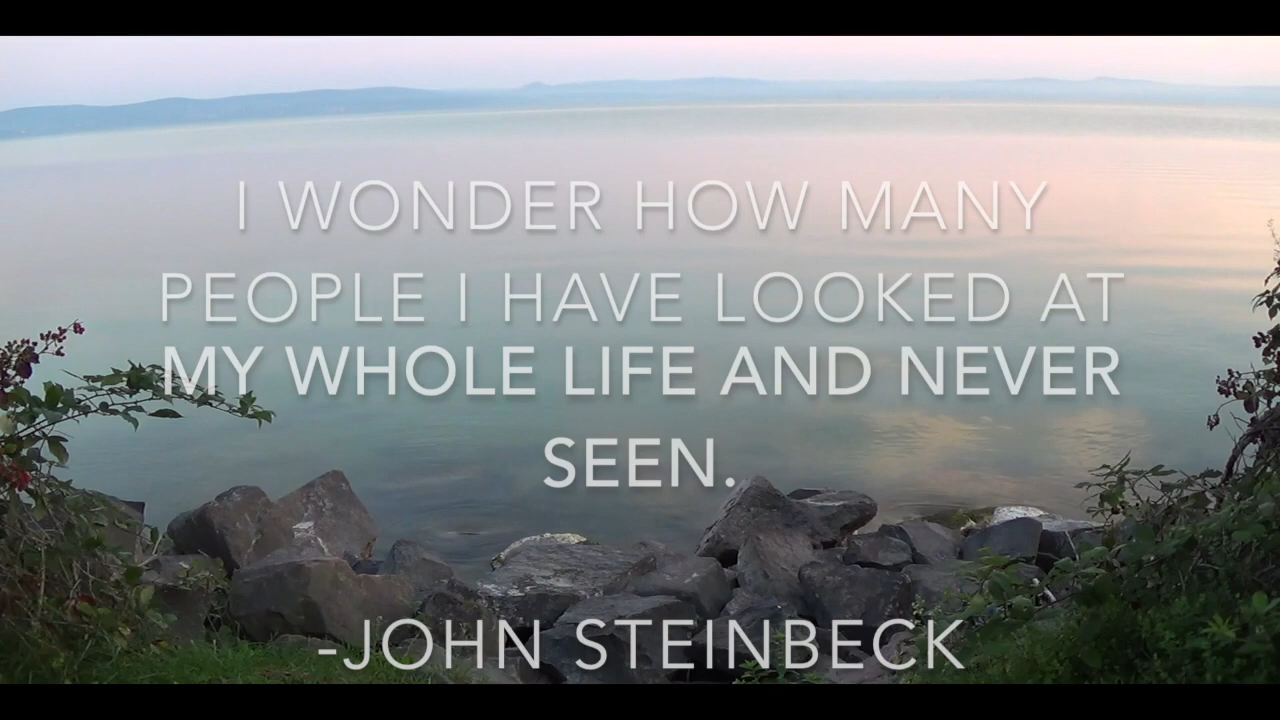 I WONDER HOW MANY
PEOPLE I HAVE LOOKED AT
MY WHOLE LIFE AND NEVER
SEEN.
-JOHN STEINBECK